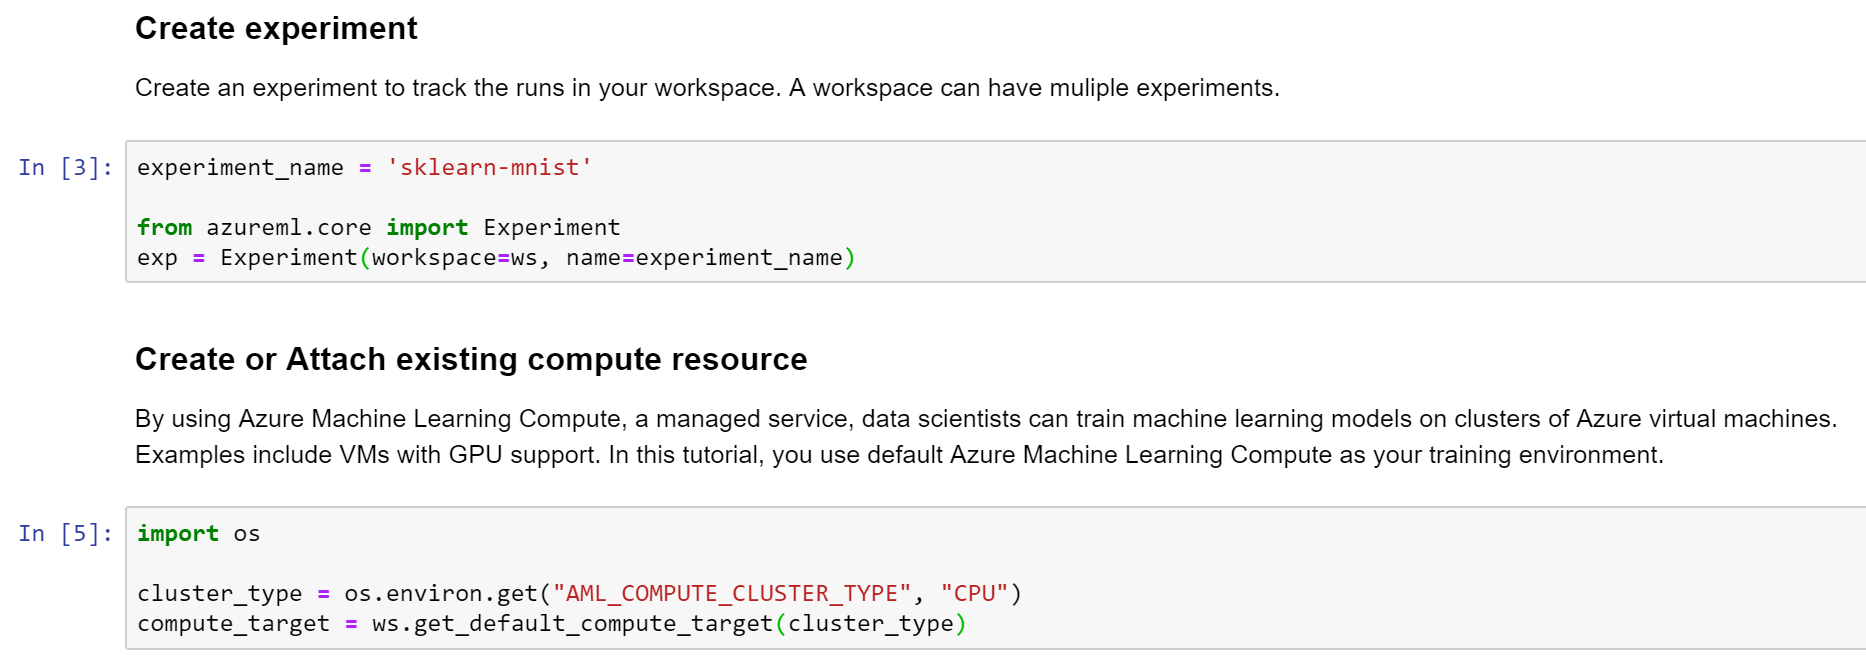 Create experiment
Create an experiment to track the runs in your workspace. A workspace can have muliple experiments.
In [3]: experiment_name = 'sklearn-mnist'
from azureml.core import Experiment
exp = Experiment(workspace=ws, name=experiment_name)
Create or Attach existing compute resource
By using Azure Machine Learning Compute, a managed service, data scientists can train machine learning models on clusters of Azure virtual machines.
Examples include VMs with GPU support. In this tutorial, you use default Azure Machine Learning Compute as your training environment.
In [5]: import os
cluster_type = os.environ.get("AML_COMPUTE_CLUSTER_TYPE", "CPU")
compute_target = ws.get_default_compute_target(cluster_type)